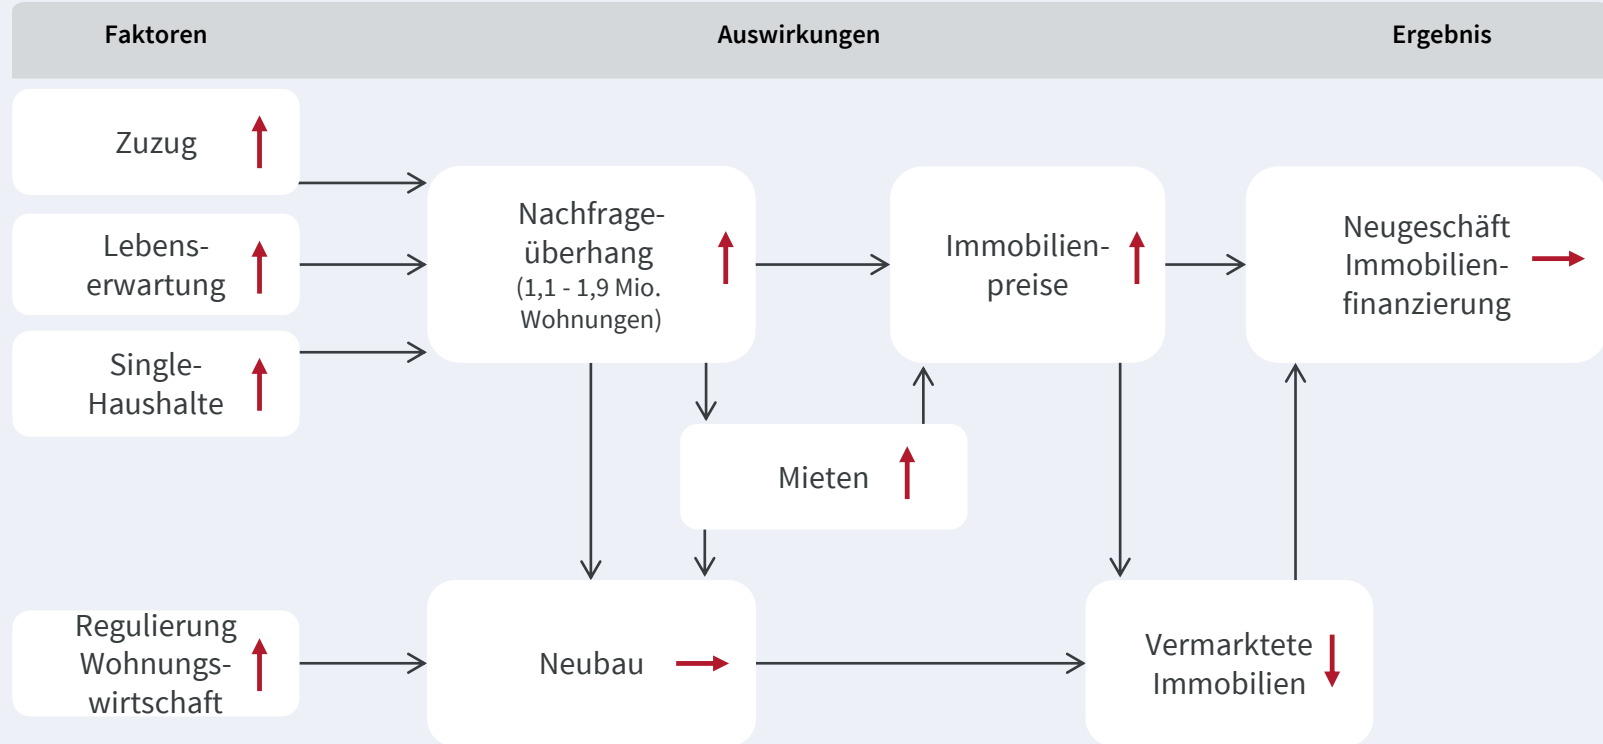 Faktoren
Auswirkungen
Ergebnis
Zuzug
Lebens-
erwartung
Single-
Haushalte
Regulierung
Wohnungs-
wirtschaft
Nachfrage-
überhang
(1,1 - 1,9 Mio.
Wohnungen)
Mieten
Neubau
Immobilien-
preise
Vermarktete
Immobilien
Neugeschäft
Immobilien-
finanzierung